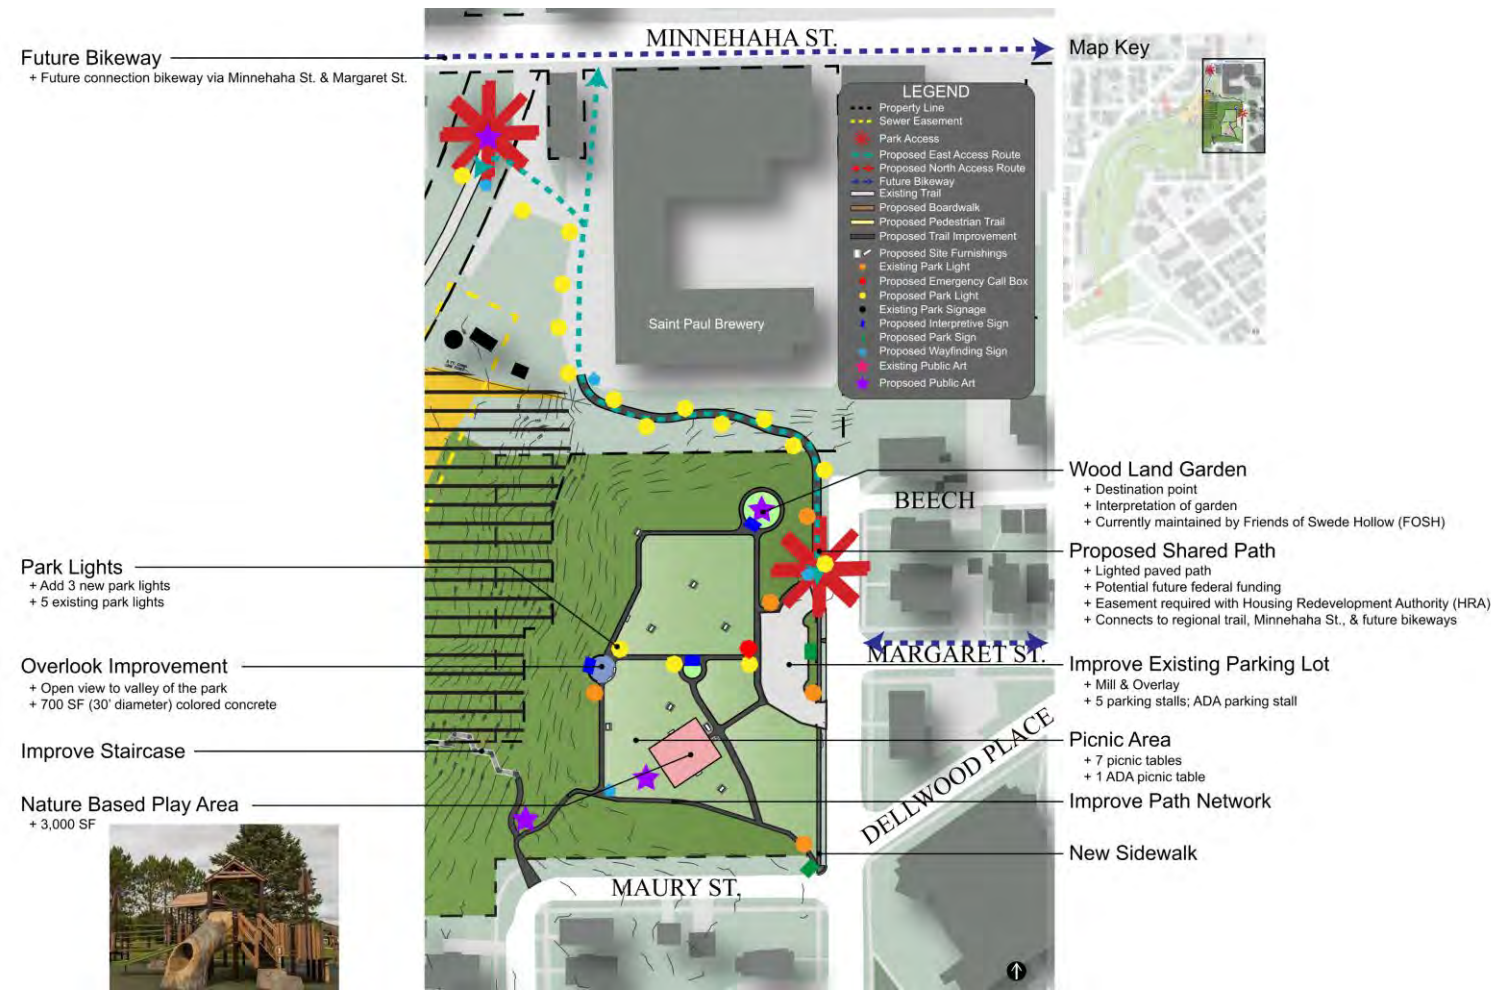 MINNEHAHA ST.
Future Bikeway
+ Future connection bikeway via Minnehaha St. & Margaret St.
Map Key
LEGEND
Property Line
Sewer Easement
Park Access
Proposed East Access Route
Proposed North Access Route
Future Bikeway
Existing Trail
Proposed Boardwalk
Proposed Pedestrian Trail
Proposed Trail Improvement
Proposed Site Furnishings
Existing Park Light
Proposed Emergency Call Box
Proposed Park Light
Existing Park Signage
Proposed Interpretive Sign
Proposed Park Sign
Proposed Wayfinding Sign
Existing Public Art
Propsoed Public Art
Saint Paul Brewery
Wood Land Garden
+ Destination point
+ Interpretation of garden
+ Currently maintained by Friends of Swede Hollow (FOSH)
BEECH
Proposed Shared Path
+ Lighted paved path
+ Potential future federal funding
+ Easement required with Housing Redevelopment Authority (HRA)
+ Connects to regional trail, Minnehaha St., & future bikeways
Park Lights
+ Add 3 new park lights
+ 5 existing park lights
MARGARET ST.
Overlook Improvement
+ Open view to valley of the park
+ 700 SF (30' diameter) colored concrete
Improve Existing Parking Lot
+ Mill & Overlay
+ 5 parking stalls; ADA parking stall
Improve Staircase
DELLWOOD PLACE
Picnic Area
+ 7 picnic tables
+ 1 ADA picnic table
Nature Based Play Area
+ 3,000 SF
Improve Path Network
New Sidewalk
MAURY ST.